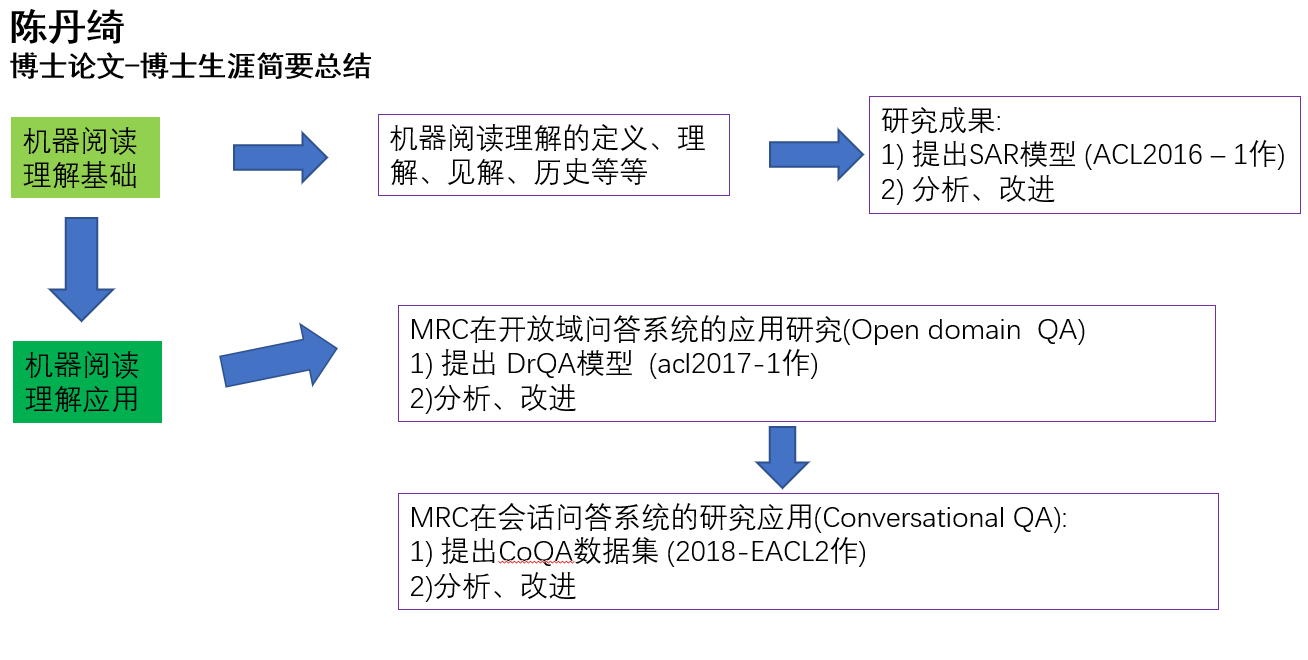 陈丹绮
博士论文-博士生涯简要总结
机器阅读
理解基础
机器阅读理解的定义、理
解、见解、历史等等
研究成果:
1) 提出SAR模型 (ACL2016 – 1作)
2) 分析、改进
机器阅读
理解应用
MRC在开放域问答系统的应用研究(Open domain  QA)
1) 提出 DrQA模型  (acl2017-1作)
2)分析、改进
MRC在会话问答系统的研究应用(Conversational QA):
1) 提出CoQA数据集 (2018-EACL2作)
2)分析、改进